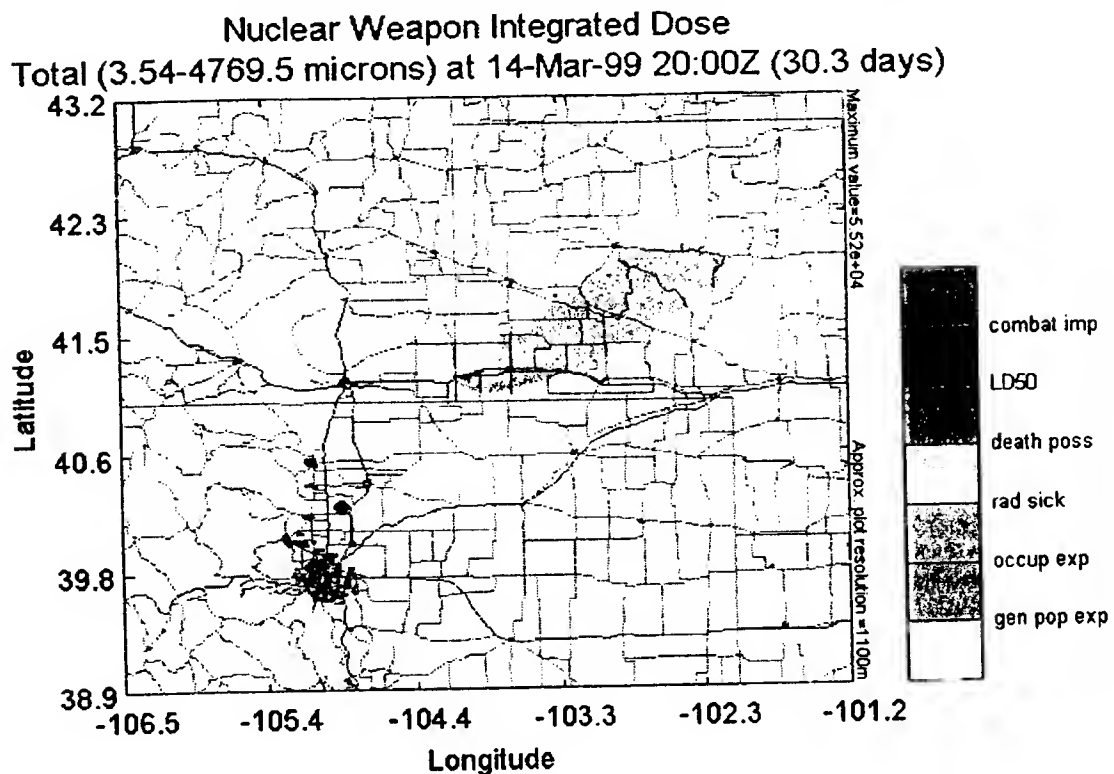 Nuclear Weapon Integrated Dose
Total (3.54-4769.5 microns) at 14-Mar-99 20:00Z (30.3 days)
43.2
42.3
41.5
40.6
39.8
38.9
Latitude
-106.5
-105.4
-104.4
-103.3
-102.3
-101.2
Longitude
Maximum value=5.52e+04
Approx. plot resolution =1100m
combat imp
LD50
death poss
rad sick
occup exp
gen pop exp